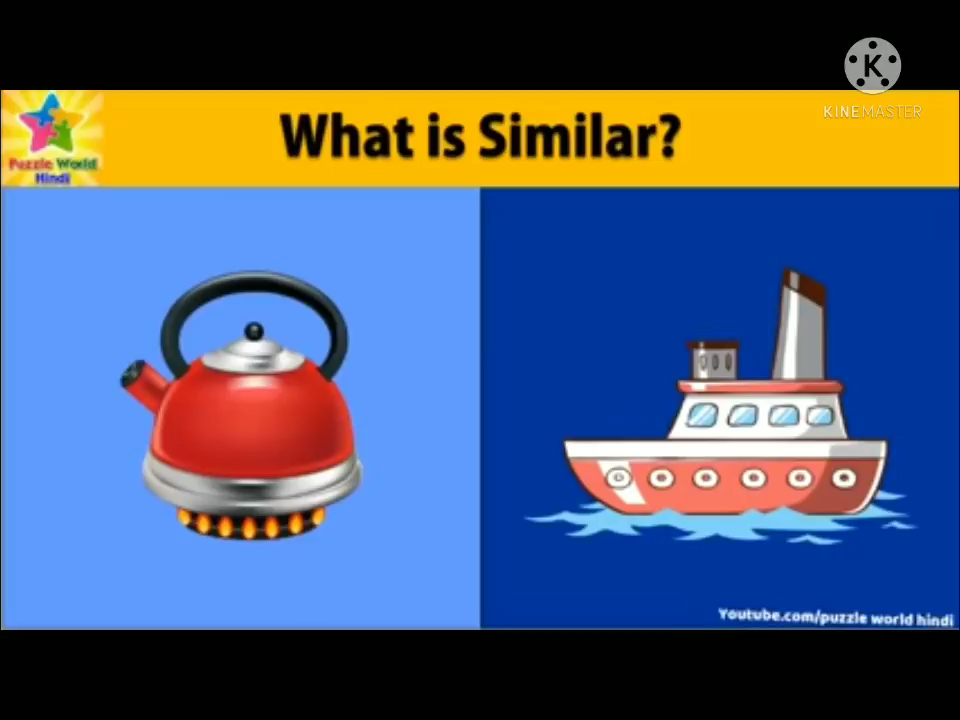 K
KINEMASTER
What is Similar?
Puzzle World
Hindi
Youtube.com/puzzle world hindi